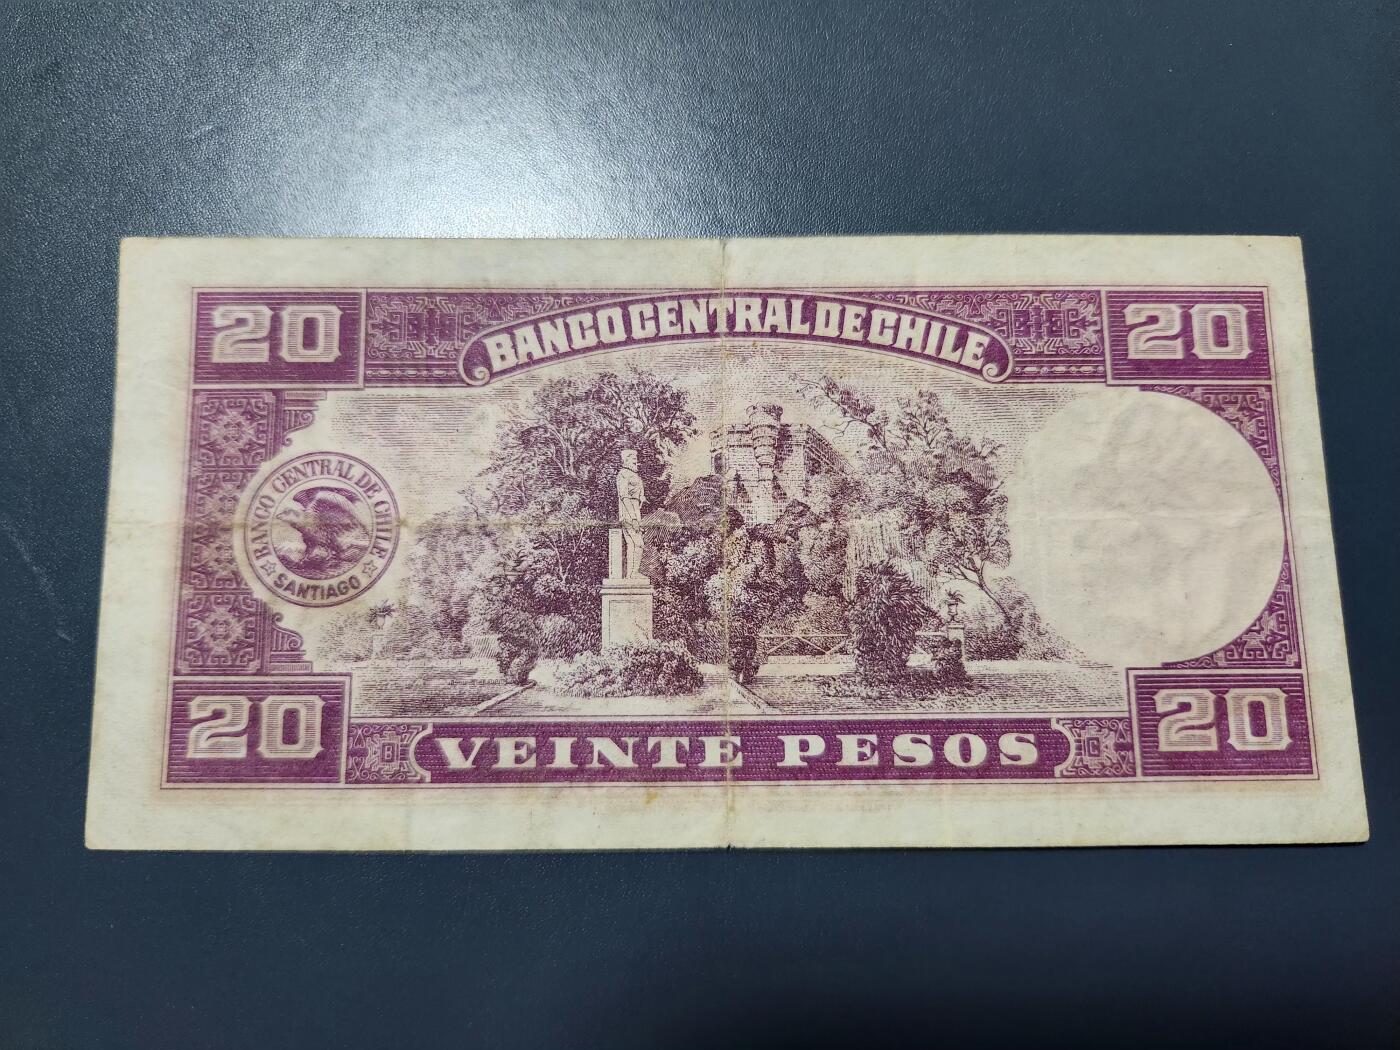 20
BANCO CENTRAL DE CHILE
20
BANCO CENTRAL DE CHILE
SANTIAGO
20
B
VEINTE PESOS
C
20